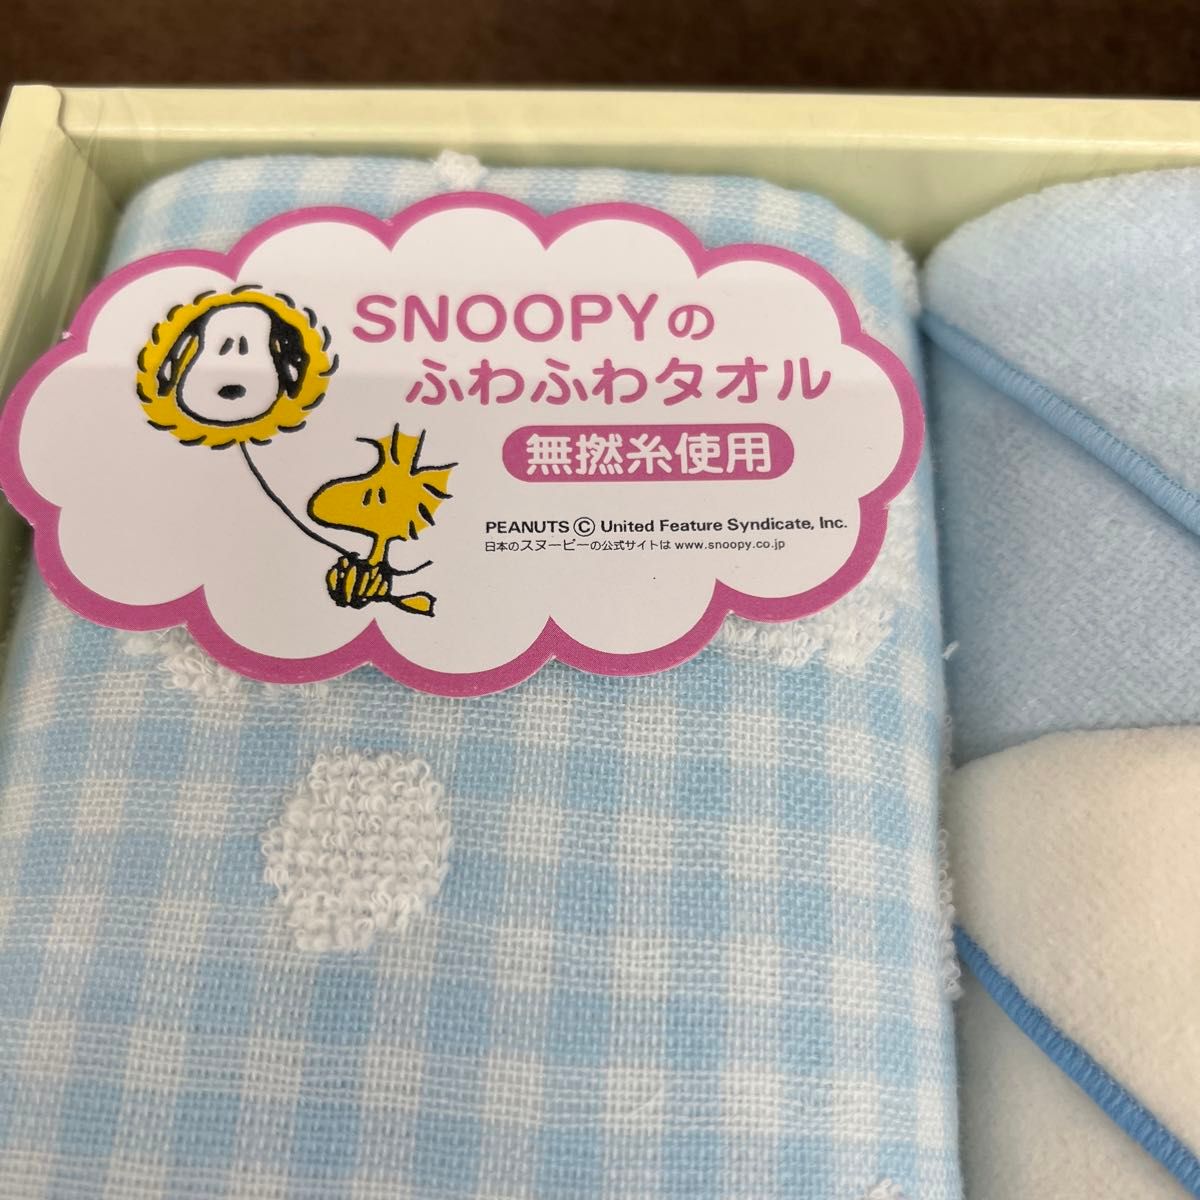 SNOOPYの
ふわふわタオル
無撚糸使用
PEANUTS © United Feature Syndicate, Inc.
日本のスヌーピーの公式サイトは www.snoopy.co.jp